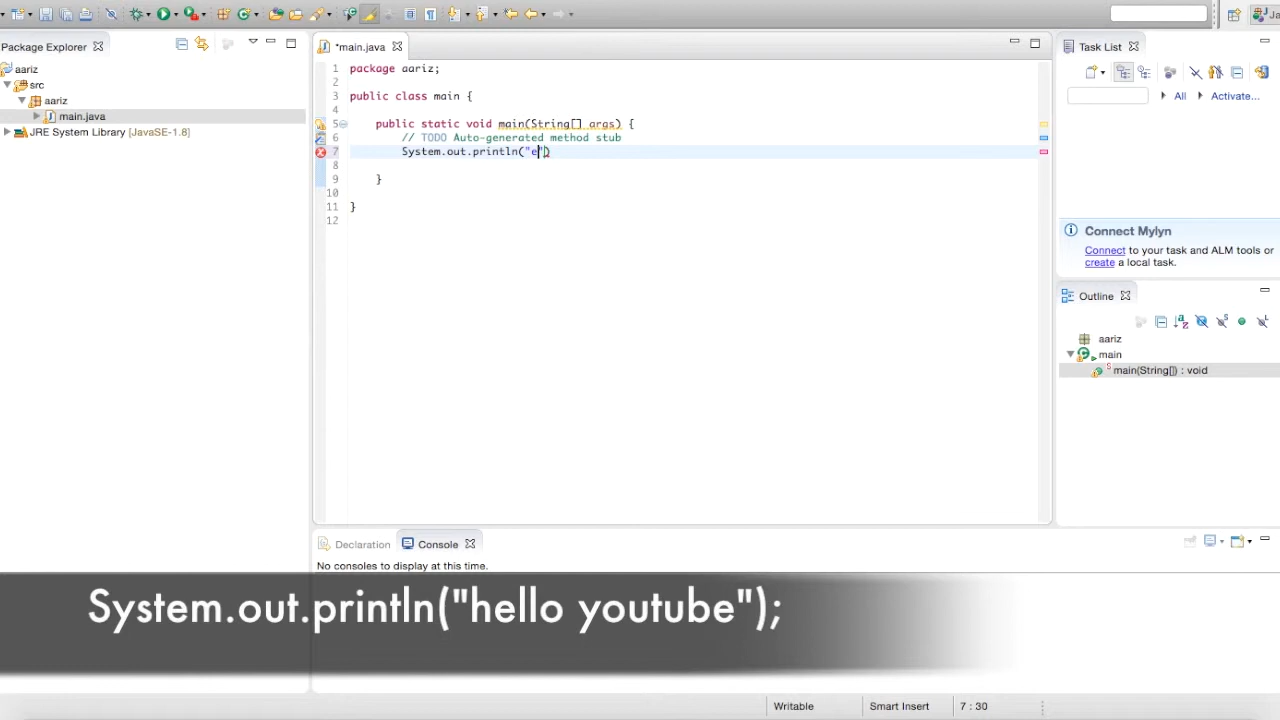 Ja
Package Explorer
*main.java
Task List
aariz
src
aariz
main.java
JRE System Library [JavaSE-1.8]
1 package aariz;
2
3 public class main {
4
5 public static void main(String[] args) {
6 // TODO Auto-generated method stub
7 System.out.println("e")
8
9 }
10
11 }
12
All
Activate...
Connect Mylyn
Connect to your task and ALM tools or
create a local task.
Outline
aariz
main
main(String[]) : void
Declaration
Console
No consoles to display at this time.
System.out.println("hello youtube");
Writable
Smart Insert
7 : 30